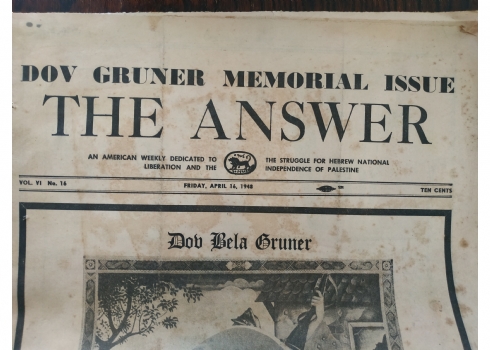 DOV GRUNER MEMORIAL ISSUE
THE ANSWER
AN AMERICAN WEEKLY DEDICATED TO THE STRUGGLE FOR HEBREW NATIONAL
LIBERATION AND THE INDEPENDENCE OF PALESTINE
VOL. VI No. 16 FRIDAY, APRIL 16, 1948 TEN CENTS
Dov Bela Gruner